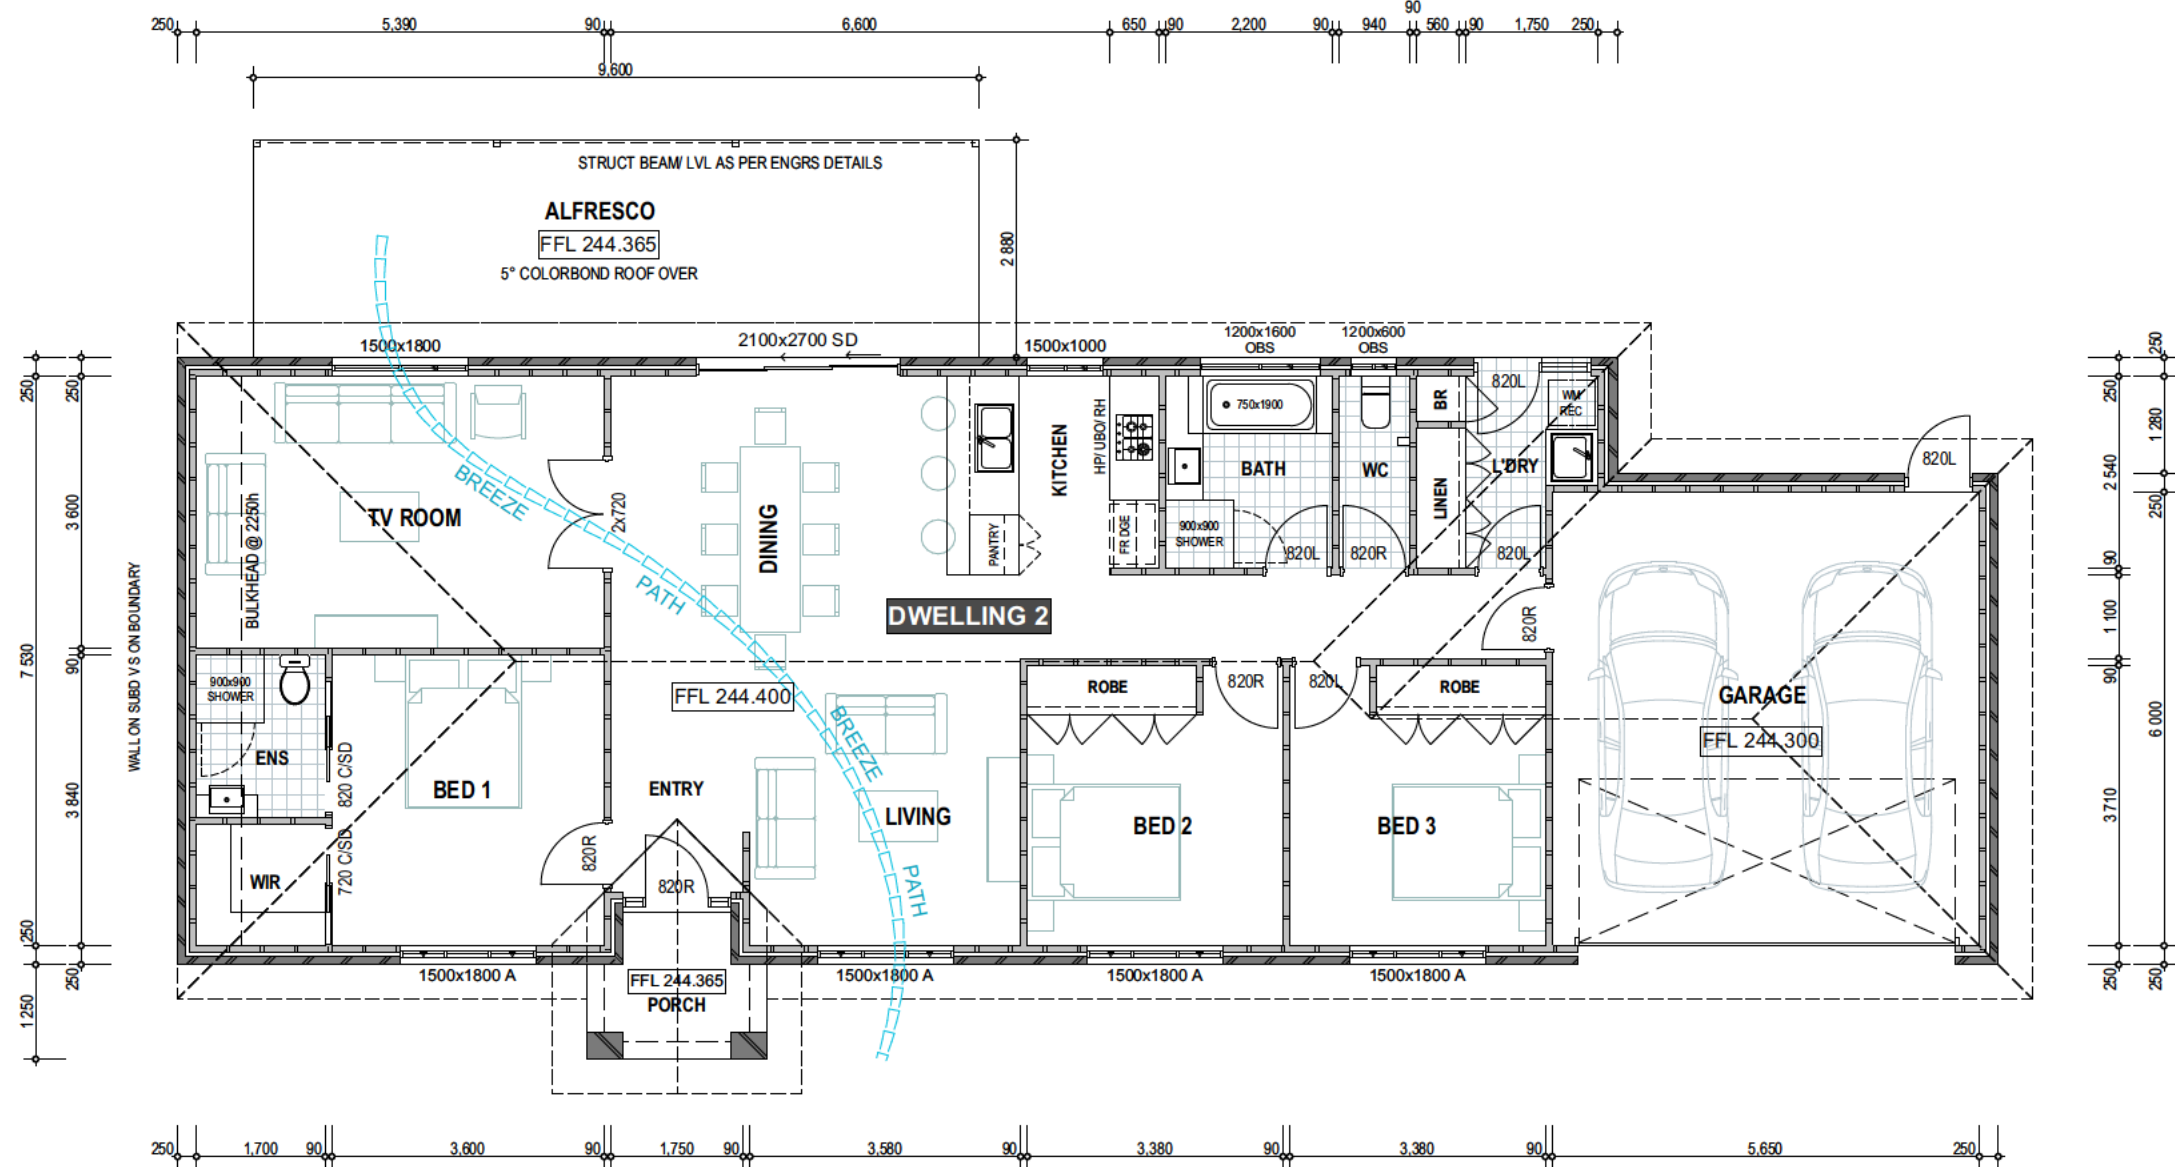 90
250 5,390 90 6,600 650 90 2,200 90 940 560 90 1,750 250
9,600
STRUCT BEAM/ LVL AS PER ENGRS DETAILS
ALFRESCO
FFL 244.365
5° COLORBOND ROOF OVER
2 880
1500x1800
2100x2700 SD
1500x1000
1200x1600
OBS
1200x600
OBS
250
250
7 530
250
1 250
250
3 600
90
3 840
250
WALL ON SUBD V S ON BOUNDARY
BULKHEAD @ 2250h
TV ROOM
BREEZE
PATH
2x720
DINING
KITCHEN
PANTRY
HP/ UBO/ RH
FR DGE
750x1900
BATH
900x900
SHOWER
820L
WC
820R
BR
LINEN
820L
WM
REC
L'DRY
820L
820L
250
1 280
250
6 000
250
250
2 540
90
1 100
90
3 710
250
DWELLING 2
820R
900x900
SHOWER
ENS
820 C/SD
BED 1
FFL 244.400
ENTRY
BREEZE
PATH
LIVING
ROBE
820R
820L
ROBE
GARAGE
FFL 244.300
BED 2
BED 3
WIR
720 C/SD
820R
820R
1500x1800 A
FFL 244.365
PORCH
1500x1800 A
1500x1800 A
1500x1800 A
250 1,700 90 3,600 90 1,750 90 3,580 90 3,380 90 3,380 90 5,650 250